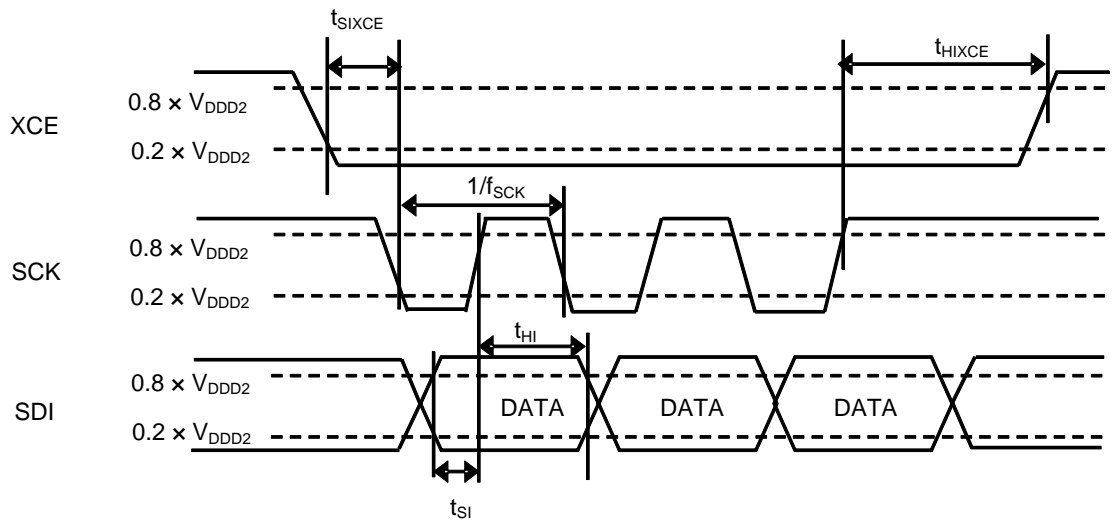 tSIXCE
tHIXCE
XCE
0.8 × VDDD2
0.2 × VDDD2
1/fSCK
SCK
0.8 × VDDD2
0.2 × VDDD2
tHI
SDI
0.8 × VDDD2
0.2 × VDDD2
DATA DATA DATA
tSI